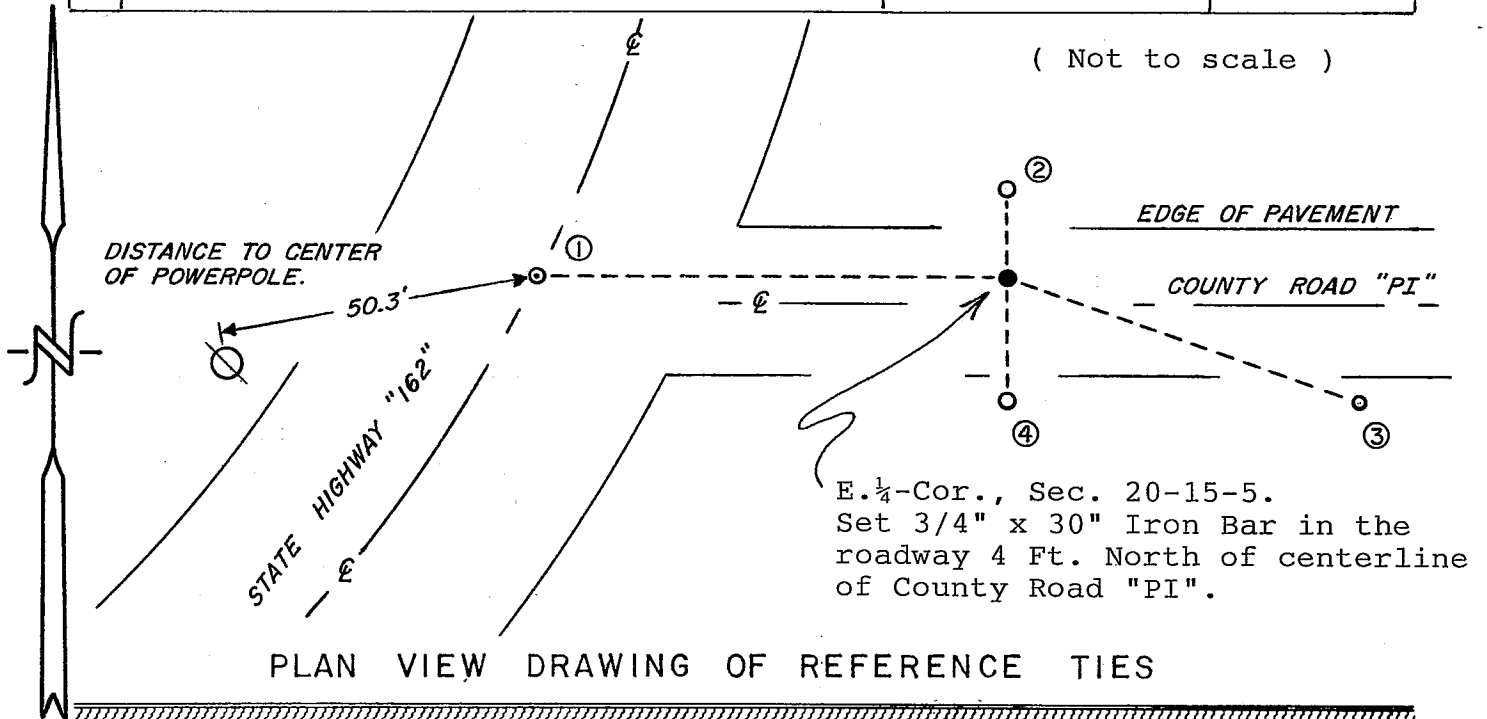 ℄
( Not to scale )
②
EDGE OF PAVEMENT
DISTANCE TO CENTER
OF POWERPOLE.
①
50.3'
℄
COUNTY ROAD "PI"
N
STATE HIGHWAY "162"
④
③
E.¼-Cor., Sec. 20-15-5.
Set 3/4" x 30" Iron Bar in the
roadway 4 Ft. North of centerline
of County Road "PI".
℄
PLAN VIEW DRAWING OF REFERENCE TIES